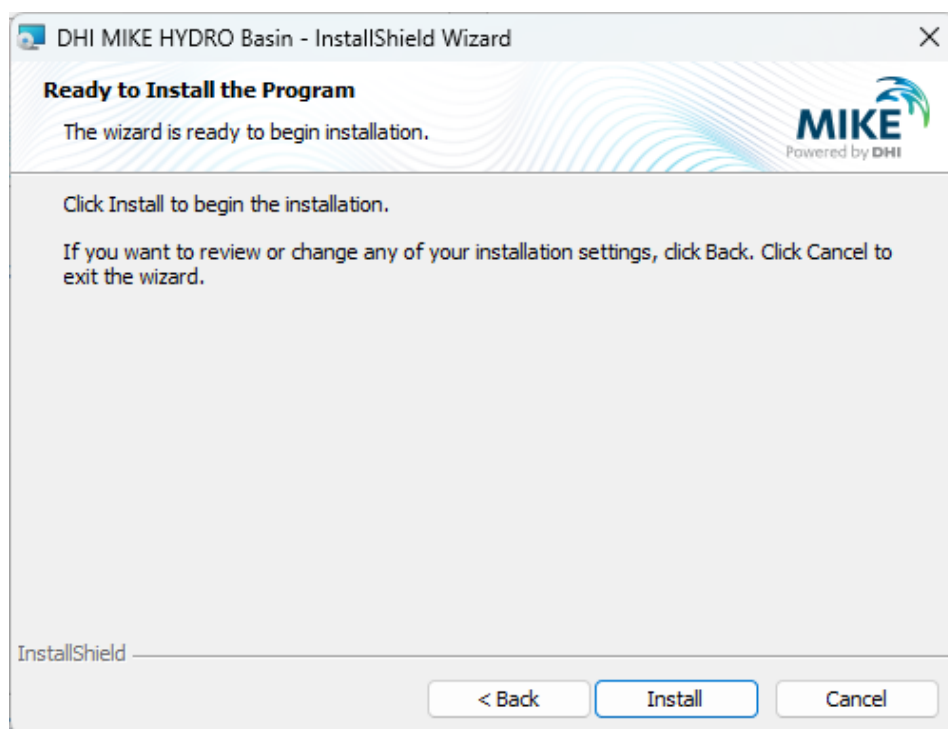 DHI MIKE HYDRO Basin - InstallShield Wizard
Ready to Install the Program
The wizard is ready to begin installation.
MIKE
Powered by DHI
Click Install to begin the installation.
If you want to review or change any of your installation settings, click Back. Click Cancel to
exit the wizard.
InstallShield
< Back
Install
Cancel